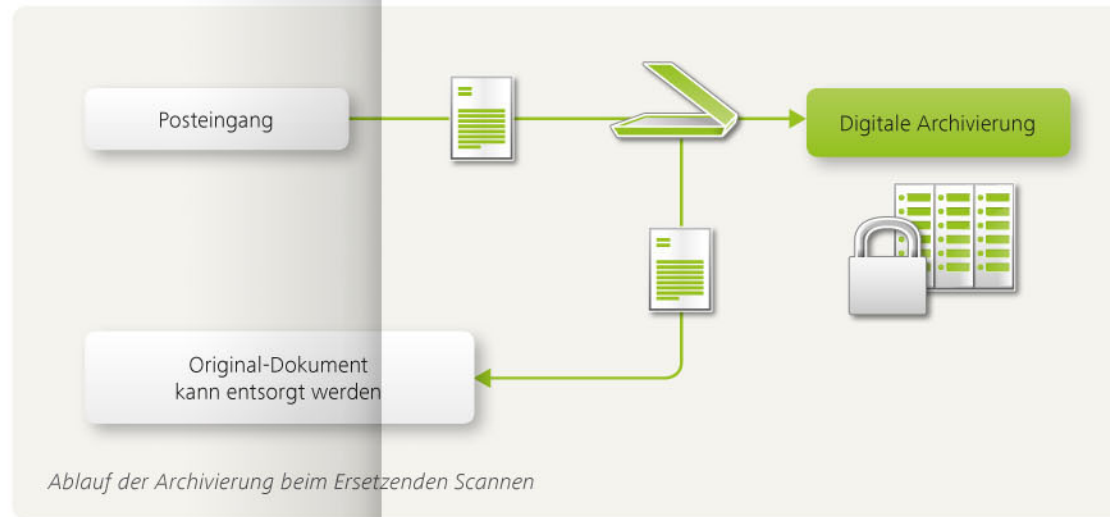 Posteingang
Digitale Archivierung
Original-Dokument
kann entsorgt werden
Ablauf der Archivierung beim Ersetzenden Scannen